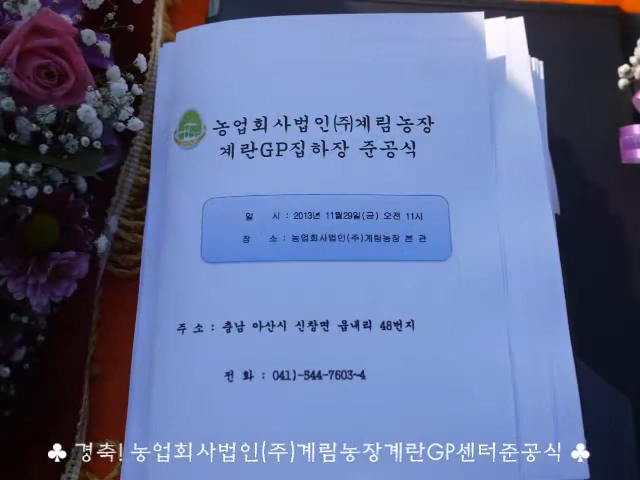 농업회사법인㈜계림농장
계란GP집하장 준공식
일 시 : 2013년 11월29일(금) 오전 11시
장 소 : 농업회사법인(주)계림농장 본 관
주 소 : 충남 아산시 신창면 읍내리 48번지
전 화 : 041)-544-7603~4
♣ 경축! 농업회사법인(주)계림농장계란GP센터준공식 ♣